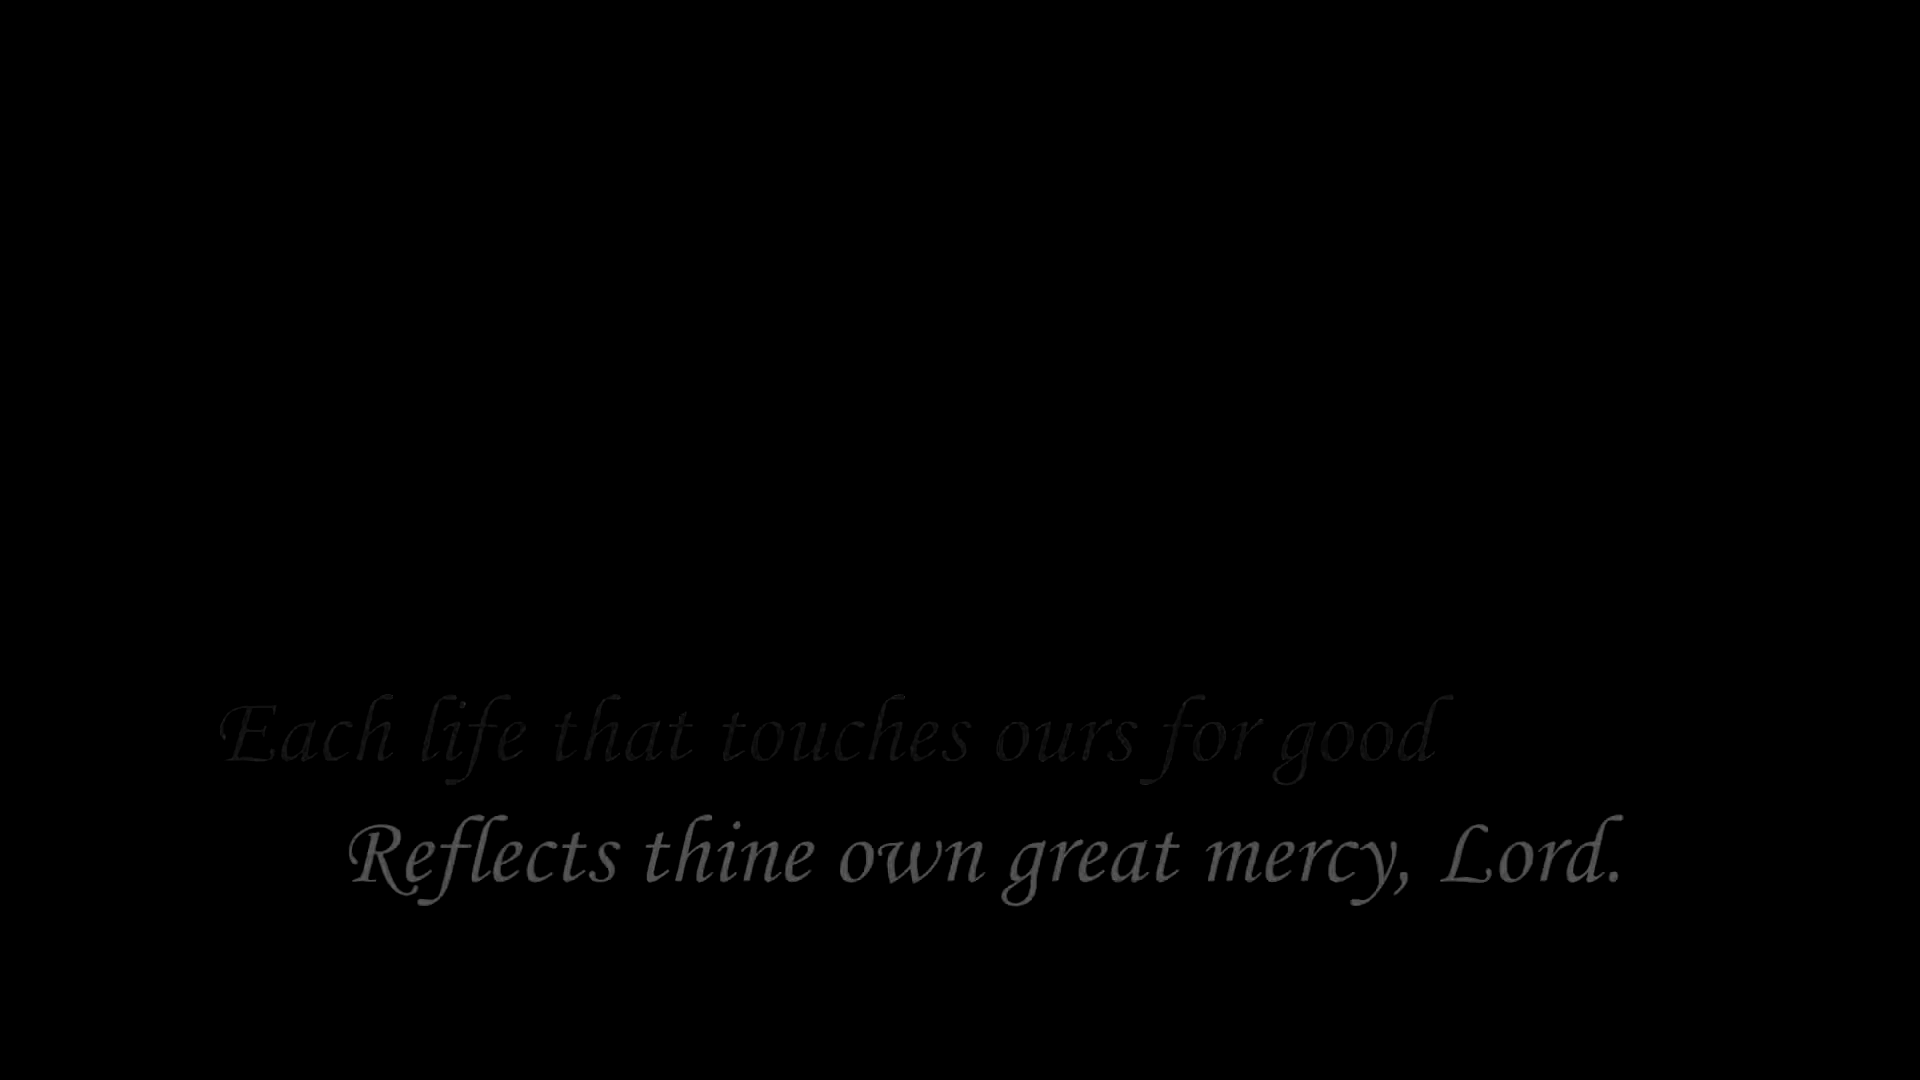 Each life that touches ours for good
Reflects thine own great mercy, Lord.